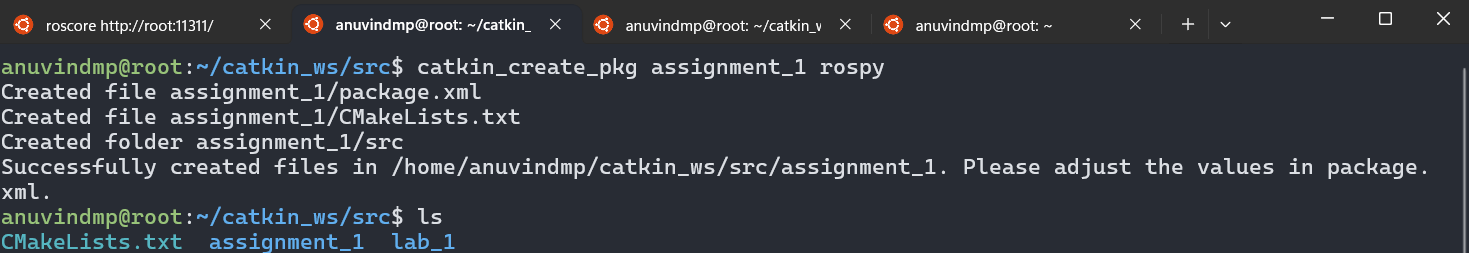 roscore http://root:11311/
anuvindmp@root: ~/catkin_
anuvindmp@root: ~/catkin_w
anuvindmp@root: ~
anuvindmp@root:~/catkin_ws/src$ catkin_create_pkg assignment_1 rospy
Created file assignment_1/package.xml
Created file assignment_1/CMakeLists.txt
Created folder assignment_1/src
Successfully created files in /home/anuvindmp/catkin_ws/src/assignment_1. Please adjust the values in package.
xml.
anuvindmp@root:~/catkin_ws/src$ ls
CMakeLists.txt  assignment_1  lab_1